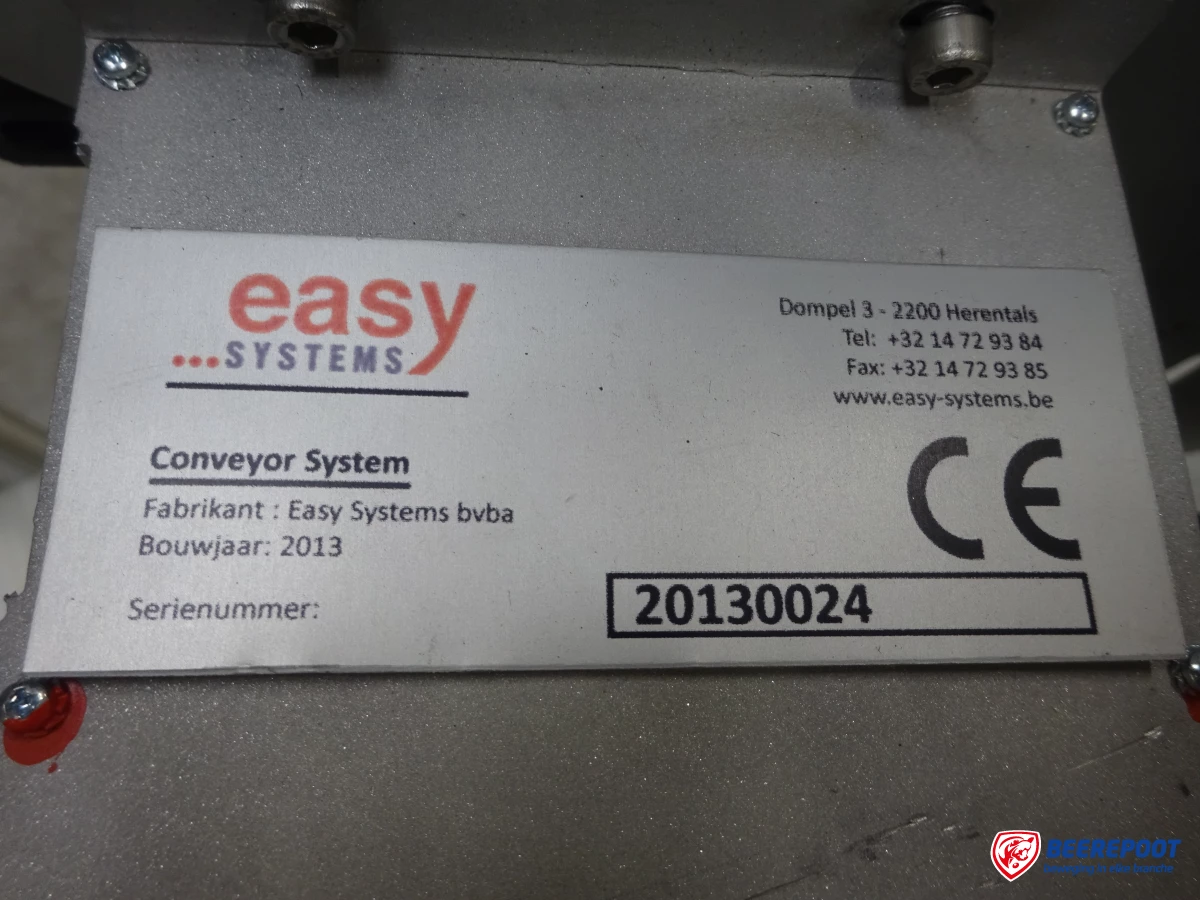 easy
...SYSTEMS
Dompel 3 - 2200 Herentals
Tel: +32 14 72 93 84
Fax: +32 14 72 93 85
www.easy-systems.be
CE
Conveyor System
Fabrikant : Easy Systems bvba
Bouwjaar: 2013
Serienummer:
20130024
BEEREPOOT